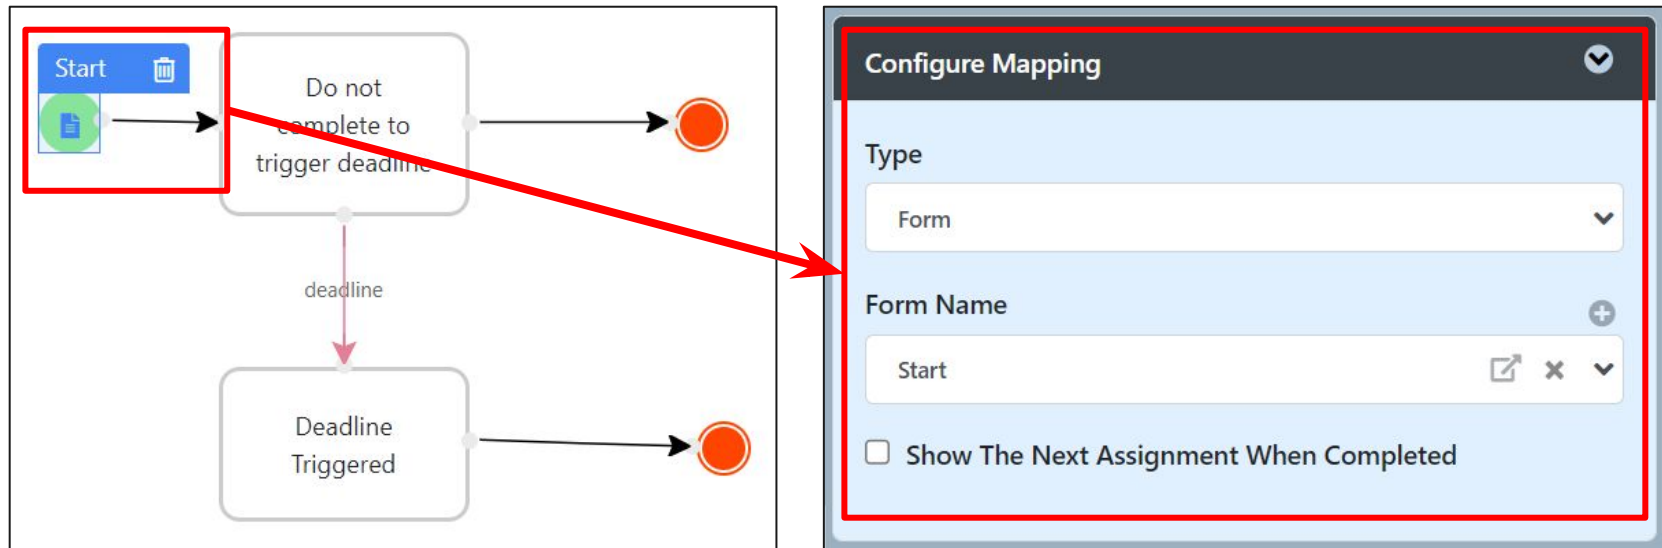 Start
Do not
complete to
trigger deadline
deadline
Deadline
Triggered
Configure Mapping
Type
Form
Form Name
Start
Show The Next Assignment When Completed